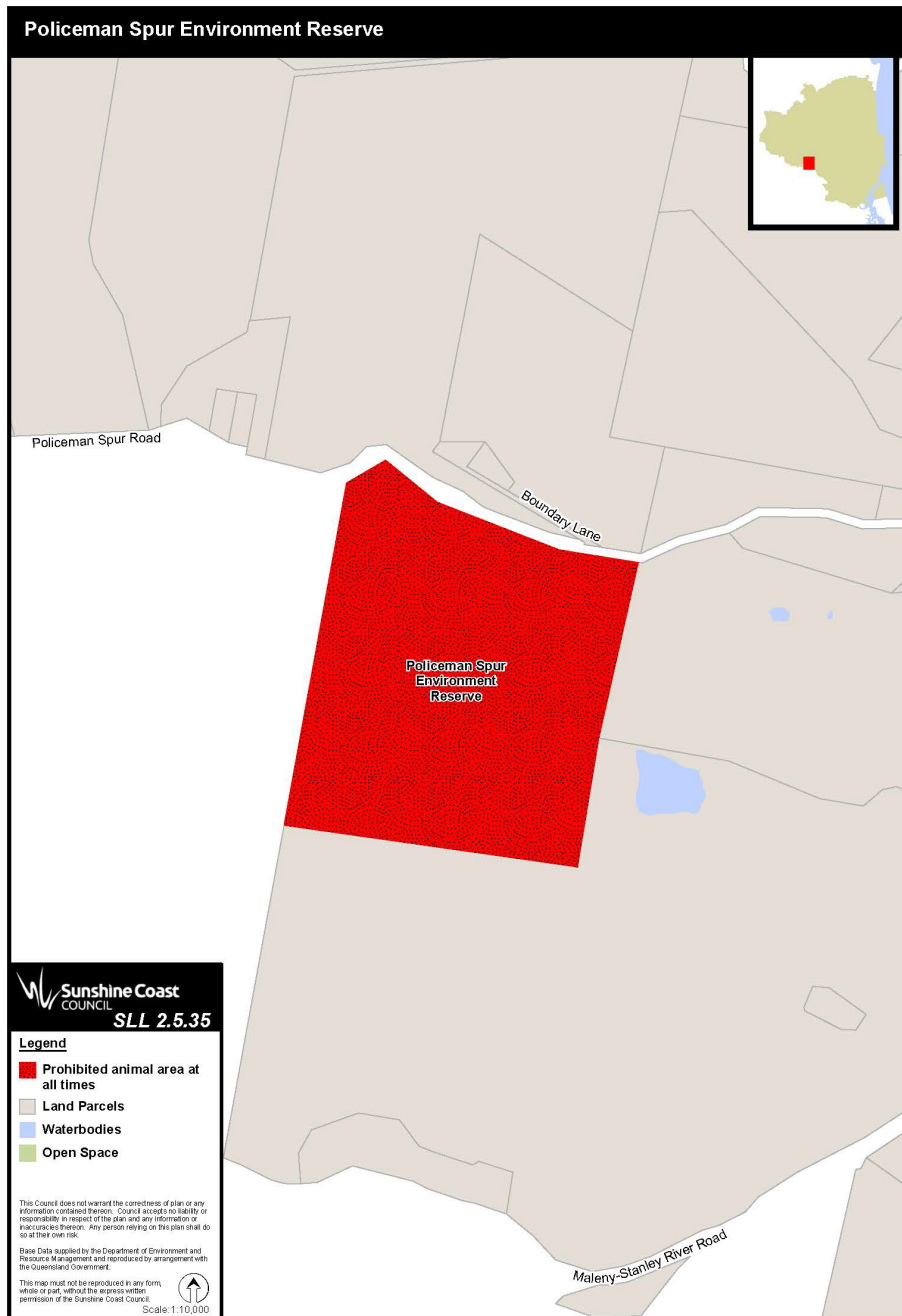 Policeman Spur Environment Reserve
Policeman Spur Road
Boundary Lane
Policeman Spur
Environment
Reserve
Sunshine Coast
COUNCIL
SLL 2.5.35
Legend
Prohibited animal area at
all times
Land Parcels
Waterbodies
Open Space
This Council does not warrant the correctness of plan or any
information contained thereon. Council accepts no liability or
responsibility in respect of the plan and any information or
inaccuracies thereon. Any person relying on this plan shall do
so at their own risk.
Base Data supplied by the Department of Environment and
Resource Management and reproduced by arrangement with
the Queensland Government.
This map must not be reproduced in any form,
whole or part, without the express written
permission of the Sunshine Coast Council.
Scale:1:10,000
Maleny-Stanley River Road